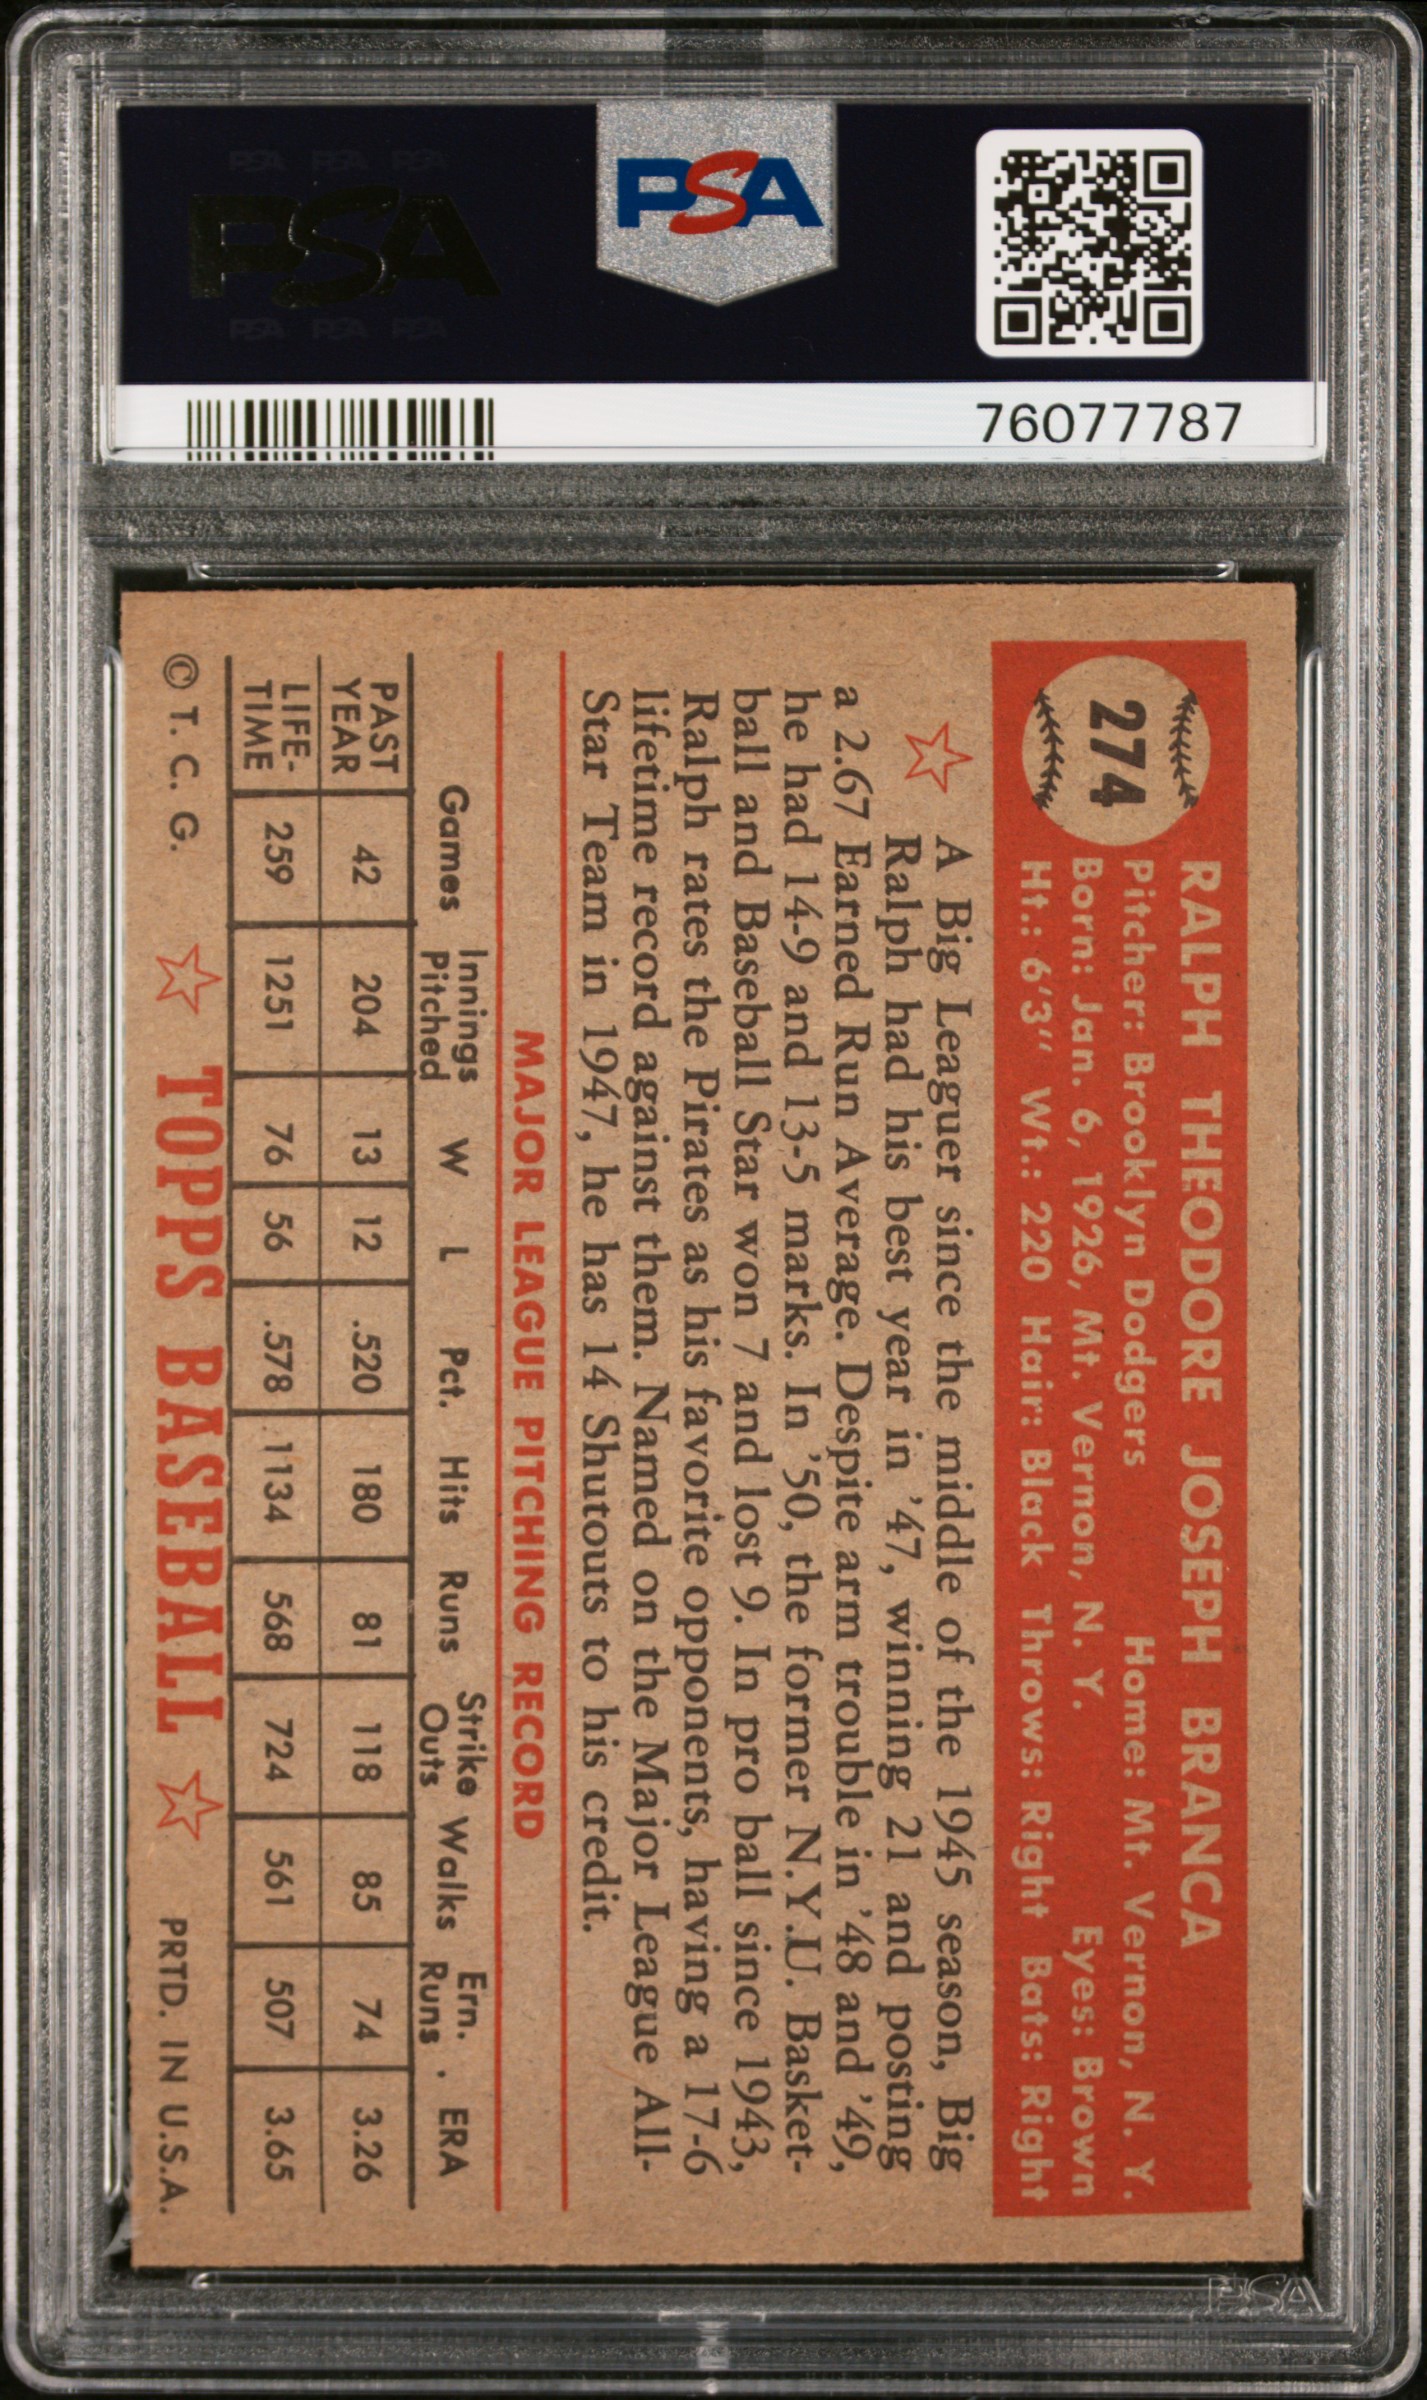 PSA PSA PSA
PSA
PSA PSA PSA
PSA
76077787
274
RALPH THEODORE JOSEPH BRANCA
Pitcher: Brooklyn Dodgers Home: Mt. Vernon, N. Y.
Born: Jan. 6, 1926, Mt. Vernon, N. Y. Eyes: Brown
Ht.: 6'3" Wt.: 220 Hair: Black Throws: Right Bats: Right
A Big Leaguer since the middle of the 1945 season, Big
Ralph had his best year in '47, winning 21 and posting
a 2.67 Earned Run Average. Despite arm trouble in '48 and '49,
he had 14-9 and 13-5 marks. In '50, the former N.Y.U. Basket-
ball and Baseball Star won 7 and lost 9. In pro ball since 1943,
Ralph rates the Pirates as his favorite opponents, having a 17-6
lifetime record against them. Named on the Major League All-
Star Team in 1947, he has 14 Shutouts to his credit.
MAJOR LEAGUE PITCHING RECORD
Games Innings Pitched W L Pct. Hits Runs Strike Outs Walks Ern. Runs ERA
PAST YEAR 42 204 13 12 .520 180 81 118 85 74 3.26
LIFE-TIME 259 1251 76 56 .578 1134 568 724 561 507 3.65
© T. C. G. TOPPS BASEBALL PRTD. IN U.S.A.
PSA